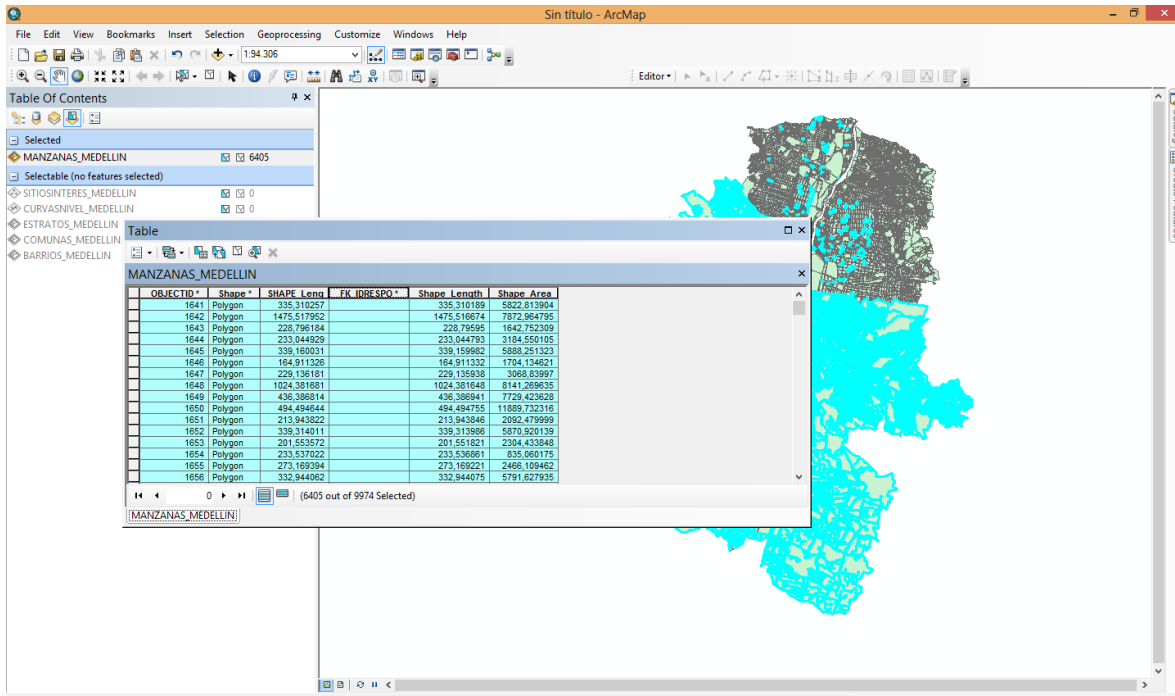 Sin título - ArcMap
File Edit View Bookmarks Insert Selection Geoprocessing Customize Windows Help
1:94.306
Editor
Table Of Contents
Selected
MANZANAS_MEDELLIN 6405
Selectable (no features selected)
SITIOSINTERES_MEDELLIN 0
CURVASNIVEL_MEDELLIN 0
ESTRATOS_MEDELLIN
COMUNAS_MEDELLIN
BARRIOS_MEDELLIN
Table
MANZANAS_MEDELLIN
OBJECTID * Shape * SHAPE_Leng FK_IDRESPO * Shape_Length Shape_Area
1641 Polygon 335,310257 335,310189 5822,813904
1642 Polygon 1475,517952 1475,516674 7872,964795
1643 Polygon 228,796184 228,79595 1642,752309
1644 Polygon 233,044929 233,044793 3184,550105
1645 Polygon 339,160031 339,159982 5888,251323
1646 Polygon 164,911326 164,911332 1704,134621
1647 Polygon 229,136181 229,135938 3068,83997
1648 Polygon 1024,381681 1024,381648 8141,269635
1649 Polygon 436,386814 436,386941 7729,423628
1650 Polygon 494,494644 494,494755 11889,732316
1651 Polygon 213,943822 213,943846 2092,479999
1652 Polygon 339,314011 339,313986 5870,920139
1653 Polygon 201,553572 201,551821 2304,433848
1654 Polygon 233,537022 233,536861 835,060175
1655 Polygon 273,169394 273,169221 2466,109462
1656 Polygon 332,944062 332,944075 5791,627935
0 (6405 out of 9974 Selected)
MANZANAS_MEDELLIN